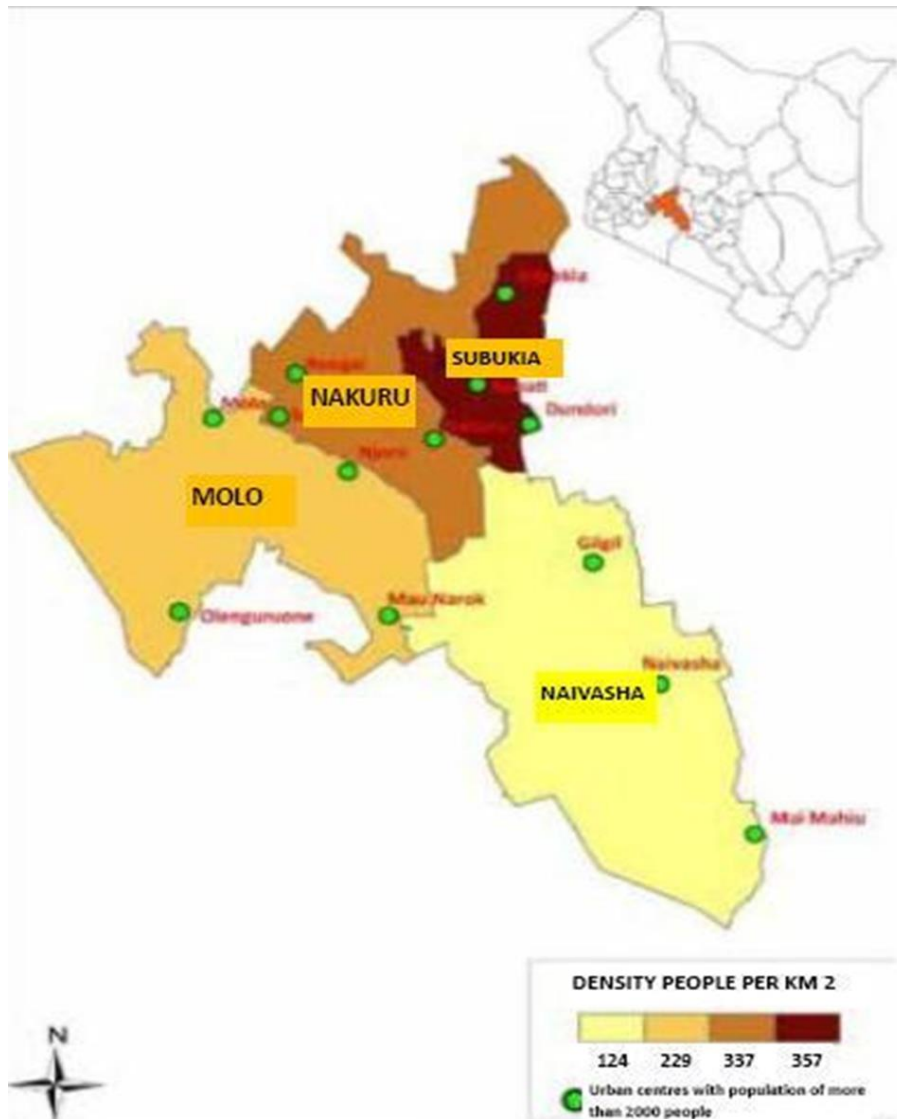 SUBUKIA
NAKURU
Dundori
Molo
Njoro
MOLO
Gilgil
Mau Narok
Olenguruone
Naivasha
NAIVASHA
Mai Mahiu
DENSITY PEOPLE PER KM 2
124 229 337 357
Urban centres with population of more
than 2000 people
N